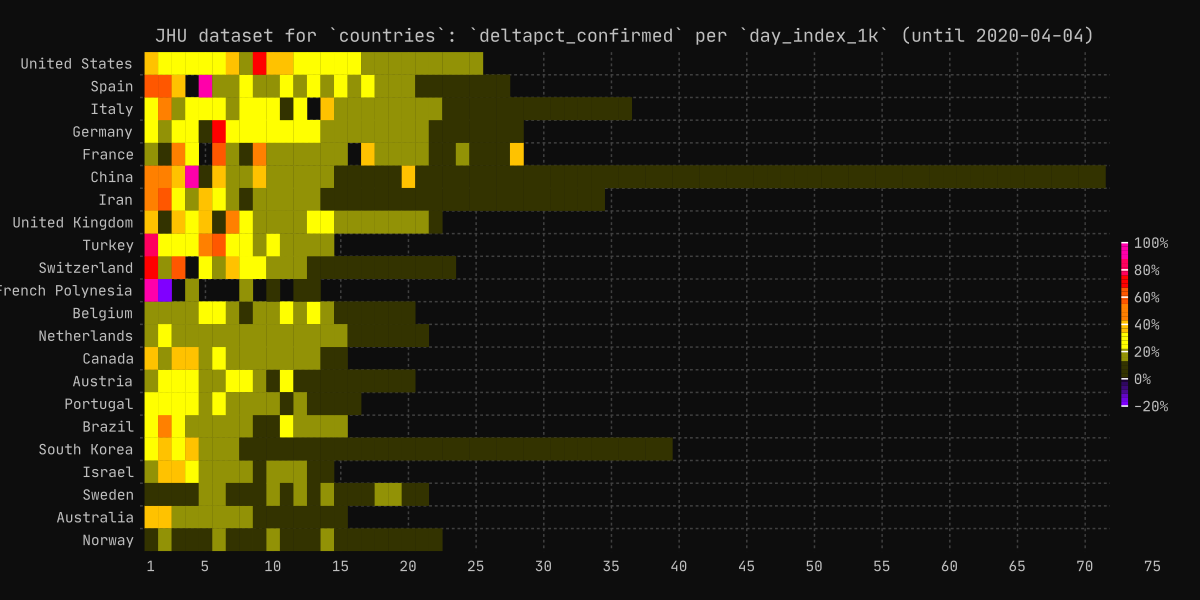 JHU dataset for `countries`: `deltapct_confirmed` per `day_index_1k` (until 2020-04-04)
United States
Spain
Italy
Germany
France
China
Iran
United Kingdom
Turkey
Switzerland
French Polynesia
Belgium
Netherlands
Canada
Austria
Portugal
Brazil
South Korea
Israel
Sweden
Australia
Norway
1 5 10 15 20 25 30 35 40 45 50 55 60 65 70 75
100%
80%
60%
40%
20%
0%
-20%